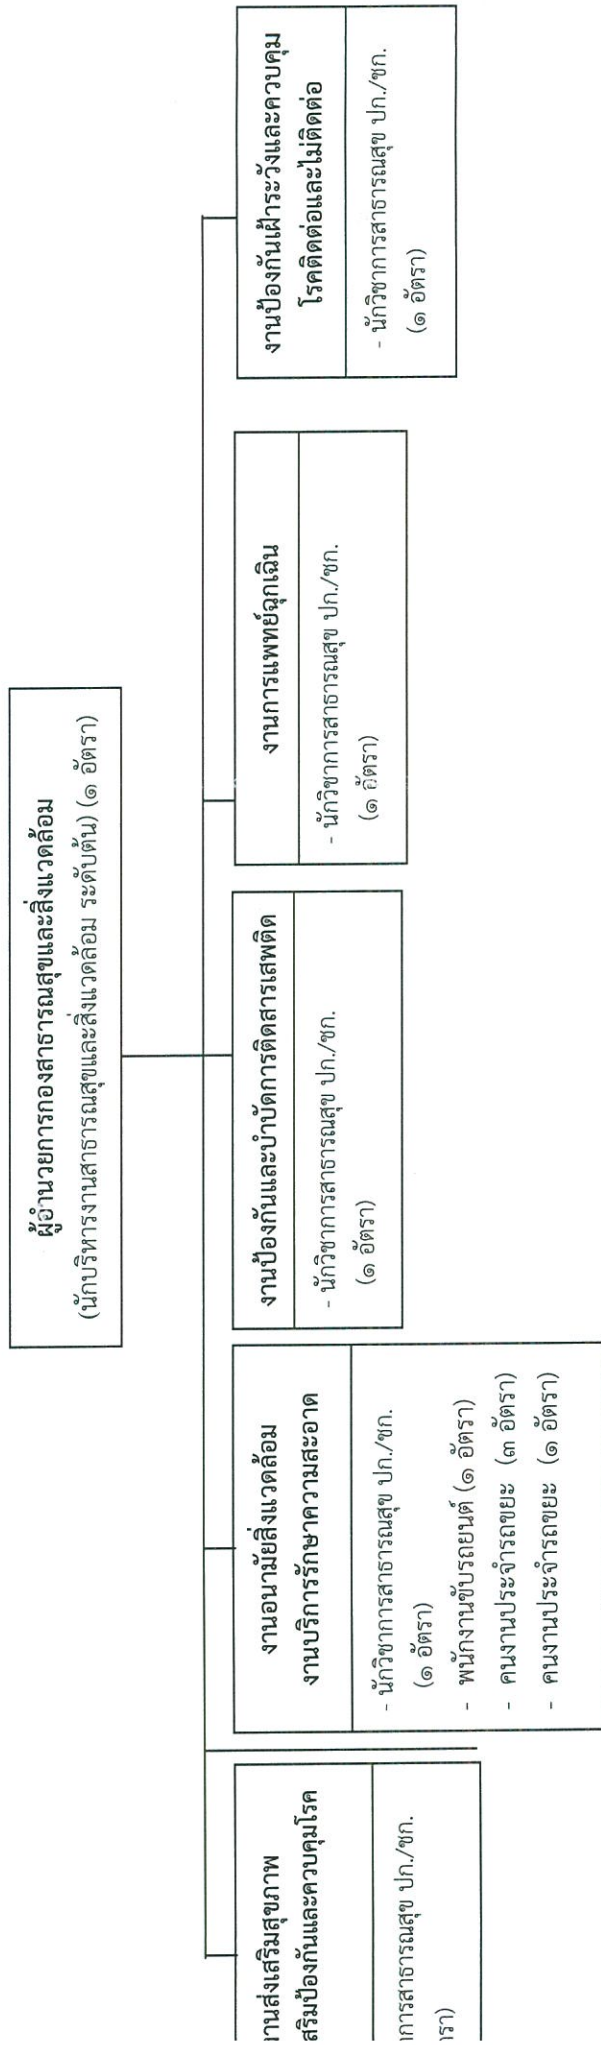 ผู้อำนวยการกองสาธารณสุขและสิ่งแวดล้อม
(นักบริหารงานสาธารณสุขและสิ่งแวดล้อม ระดับต้น) (๑ อัตรา)
านส่งเสริมสุขภาพ
สริมป้องกันและควบคุมโรค
าการสาธารณสุข ปก./ชก.
ตรา)
งานอนามัยสิ่งแวดล้อม
งานบริการรักษาความสะอาด
- นักวิชาการสาธารณสุข ปก./ชก.
(๑ อัตรา)
- พนักงานขับรถยนต์ (๑ อัตรา)
- คนงานประจำรถขยะ (๓ อัตรา)
- คนงานประจำรถขยะ (๑ อัตรา)
งานป้องกันและบำบัดการติดสารเสพติด
- นักวิชาการสาธารณสุข ปก./ชก.
(๑ อัตรา)
งานการแพทย์ฉุกเฉิน
- นักวิชาการสาธารณสุข ปก./ชก.
(๑ อัตรา)
งานป้องกันเฝ้าระวังและควบคุม
โรคติดต่อและไม่ติดต่อ
- นักวิชาการสาธารณสุข ปก./ชก.
(๑ อัตรา)